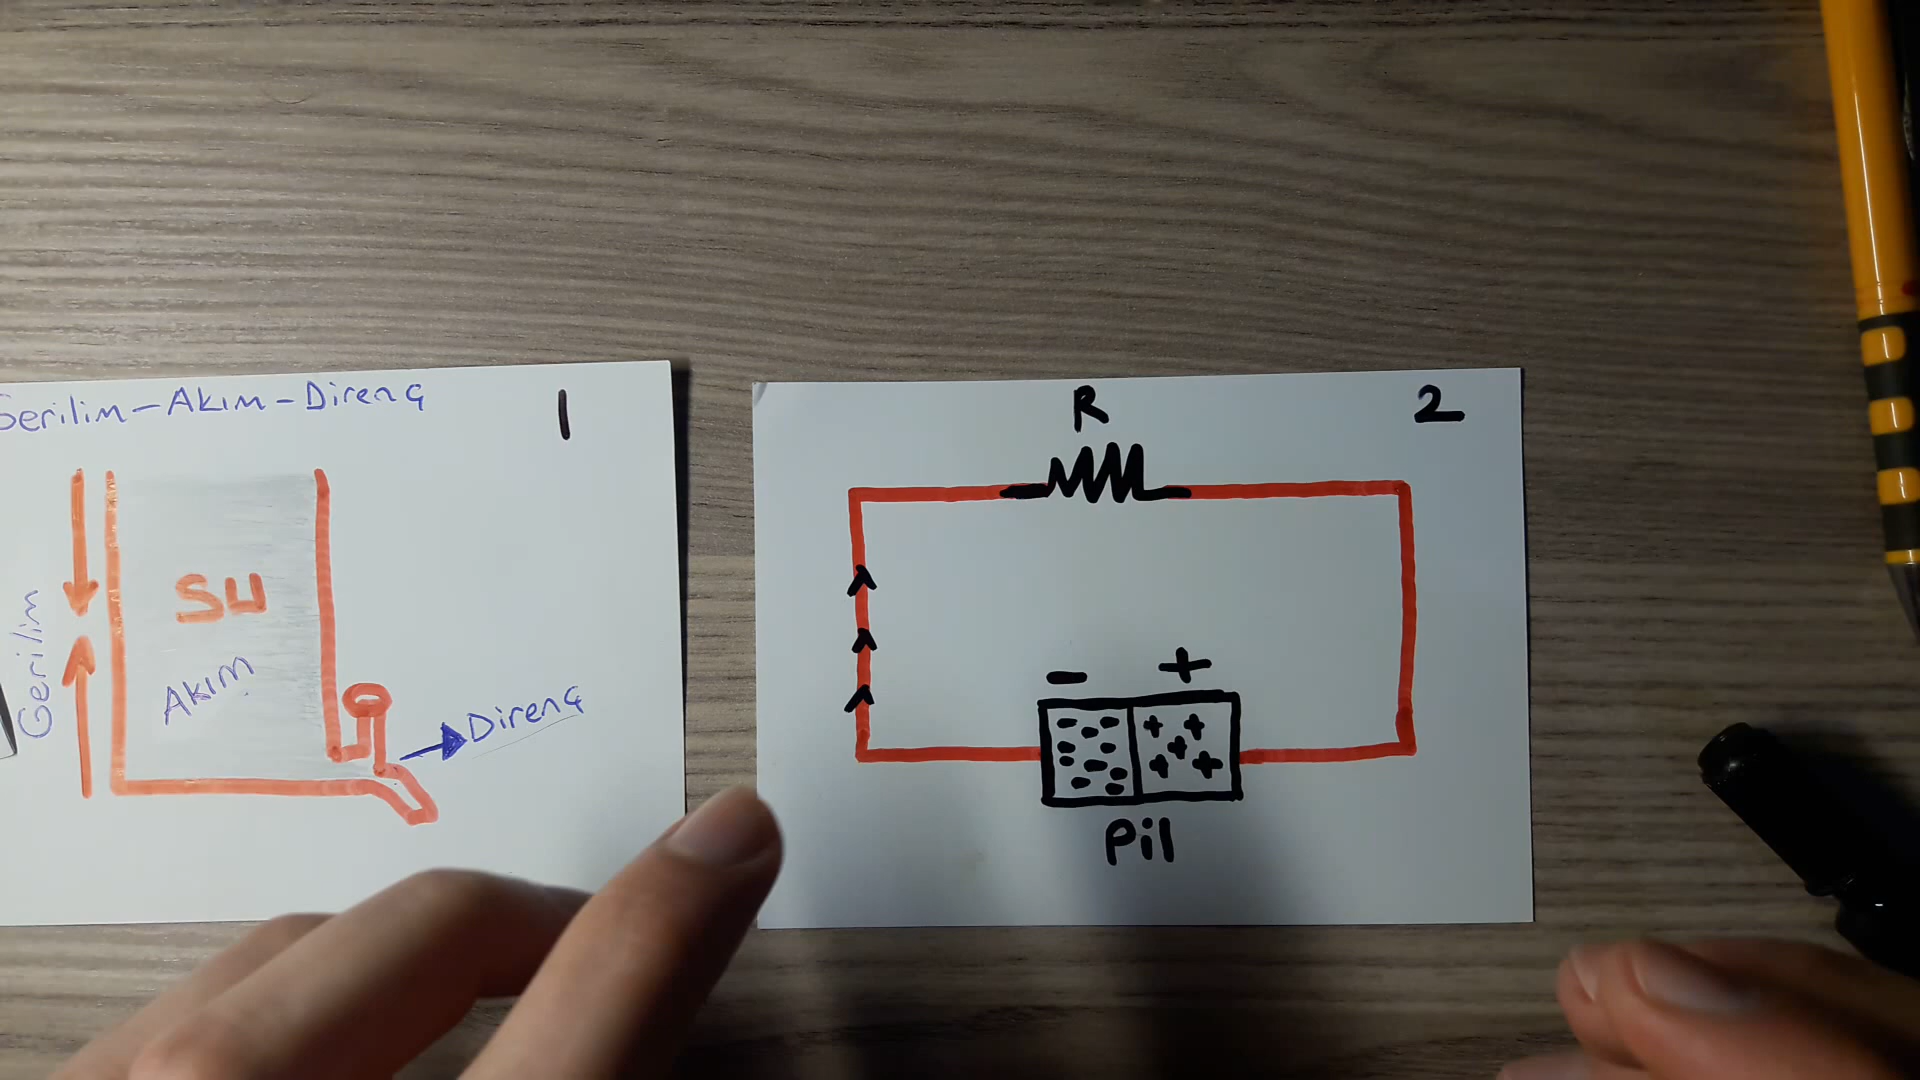 Gerilim-Akım-Direnç
1
Gerilim
SU
Akım
Direnç
R
2
- +
Pil